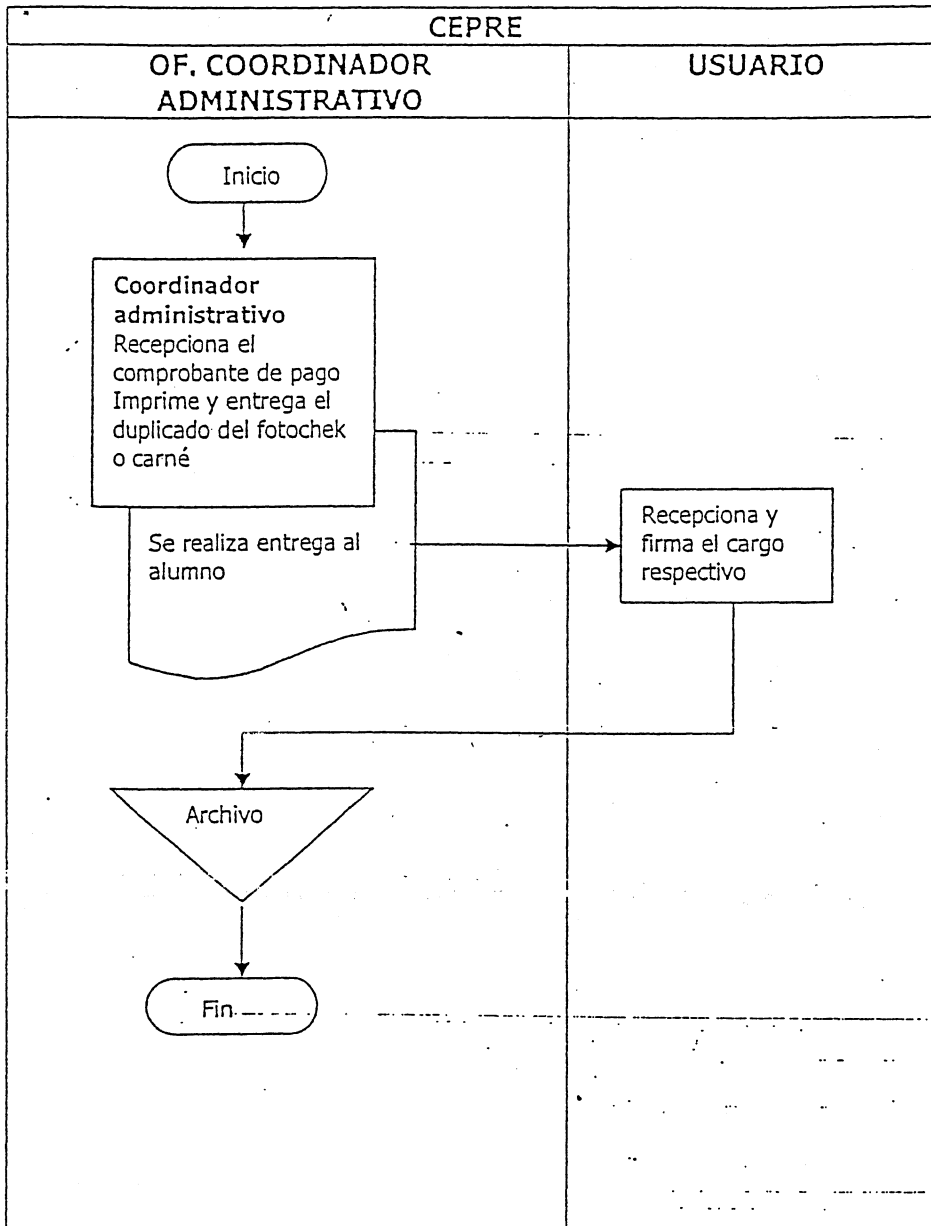 CEPRE
OF. COORDINADOR
ADMINISTRATIVO
USUARIO
Inicio
Coordinador
administrativo
Recepciona el
comprobante de pago
Imprime y entrega el
duplicado del fotochek
o carné
Se realiza entrega al
alumno
Recepciona y
firma el cargo
respectivo
Archivo
Fin